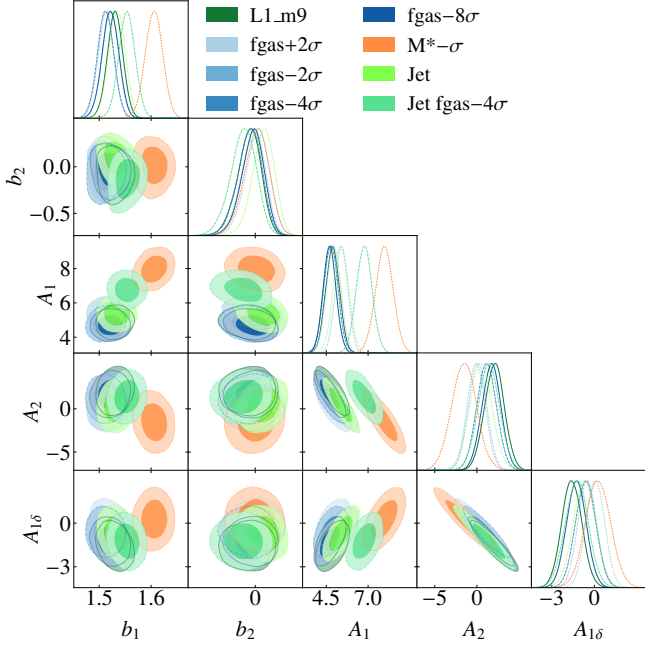 L1_m9
fgas+2σ
fgas−2σ
fgas−4σ
fgas−8σ
M*−σ
Jet
Jet fgas−4σ
b₂
0.0
−0.5
A₁
8
6
4
A₂
0
−5
A₁δ
0
−3
1.5 1.6 0 4.5 7.0 −5 0 −3 0
b₁ b₂ A₁ A₂ A₁δ